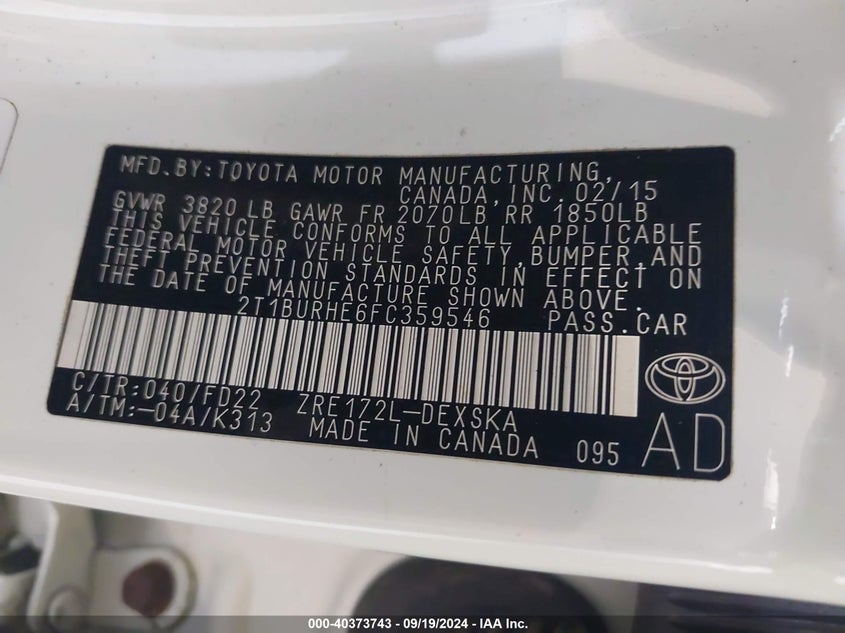 MFD.BY:TOYOTA MOTOR MANUFACTURING,
CANADA,INC.02/15
GVWR 3820LB GAWR FR 2070LB RR 1850LB
THIS VEHICLE CONFORMS TO ALL APPLICABLE
FEDERAL MOTOR VEHICLE SAFETY,BUMPER,AND
THEFT PREVENTION STANDARDS IN EFFECT ON
THE DATE OF MANUFACTURE SHOWN ABOVE.
2T1BURHE6FC359546 PASS.CAR
C/TR:040/FD22 ZRE172L-DEXSKA
A/TM:-04A/K313 MADE IN CANADA 095 AD
000-40373743 - 09/19/2024 - IAA Inc.